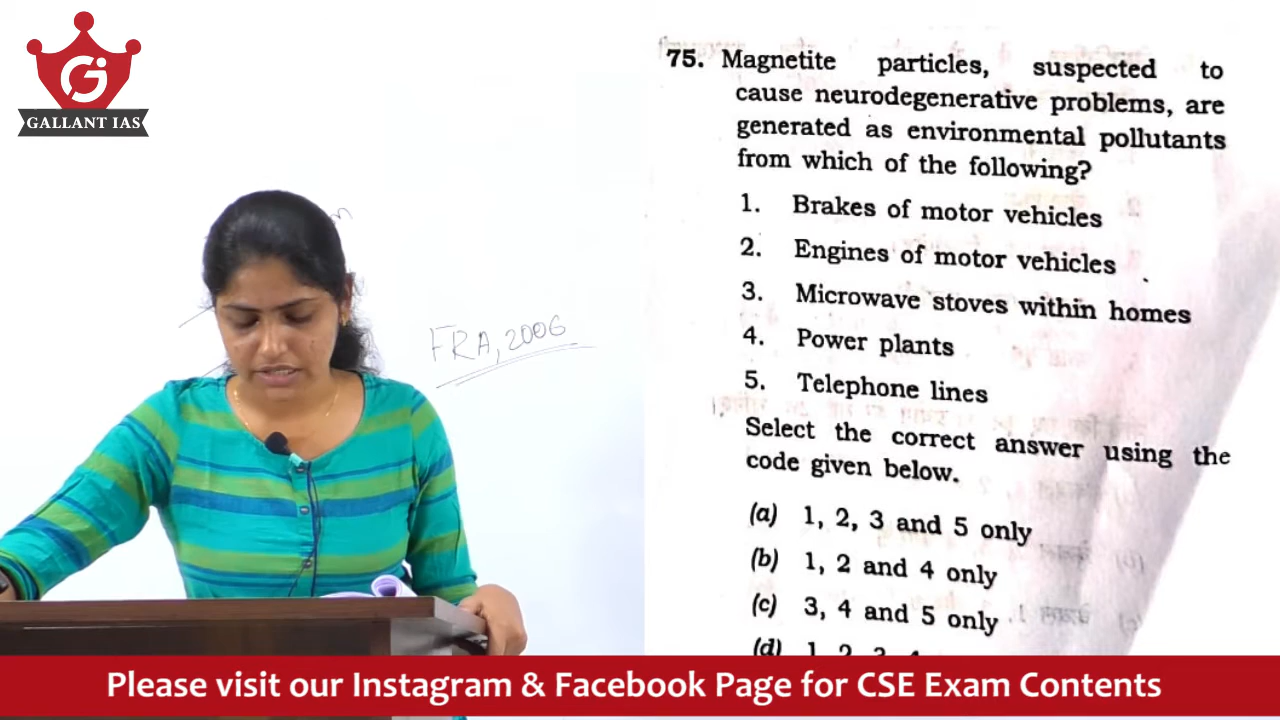 GALLANT IAS
FRA, 2006
75. Magnetite particles, suspected to
cause neurodegenerative problems, are
generated as environmental pollutants
from which of the following?
1. Brakes of motor vehicles
2. Engines of motor vehicles
3. Microwave stoves within homes
4. Power plants
5. Telephone lines
Select the correct answer using the
code given below.
(a) 1, 2, 3 and 5 only
(b) 1, 2 and 4 only
(c) 3, 4 and 5 only
(d) 1 2 3
Please visit our Instagram & Facebook Page for CSE Exam Contents